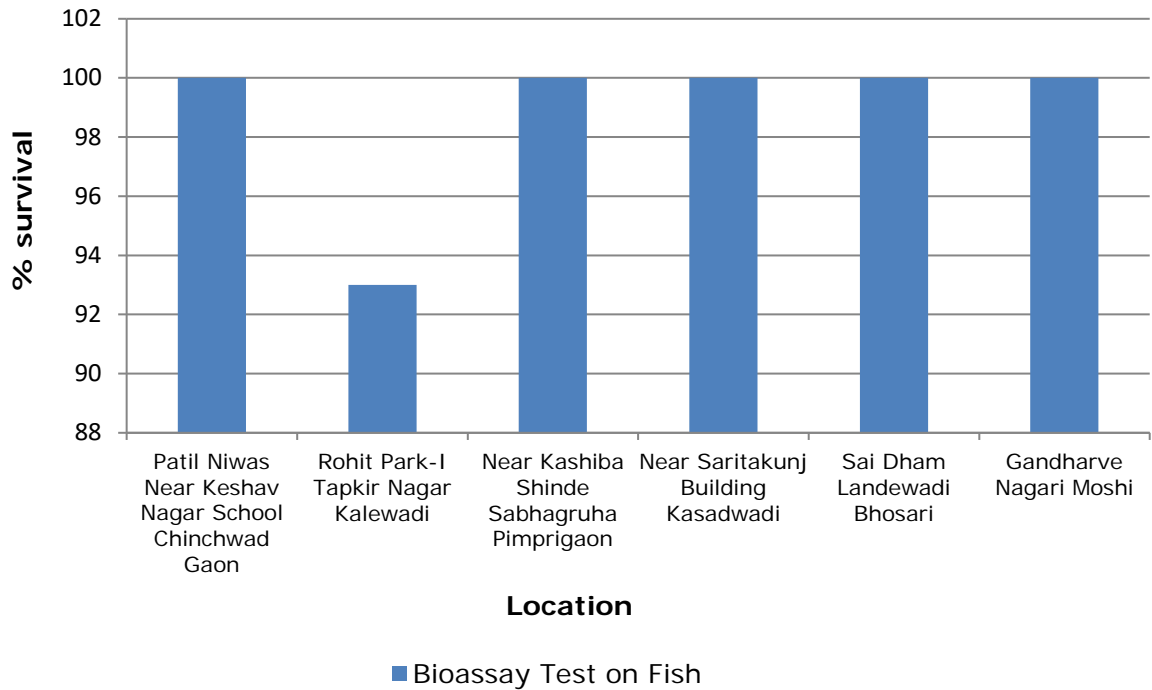 102
100
98
96
94
92
90
88
% survival
Patil Niwas
Near Keshav
Nagar School
Chinchwad
Gaon
Rohit Park-I
Tapkir Nagar
Kalewadi
Near Kashiba
Shinde
Sabhagruha
Pimprigaon
Near Saritakunj
Building
Kasadwadi
Sai Dham
Landewadi
Bhosari
Gandharve
Nagari Moshi
Location
Bioassay Test on Fish